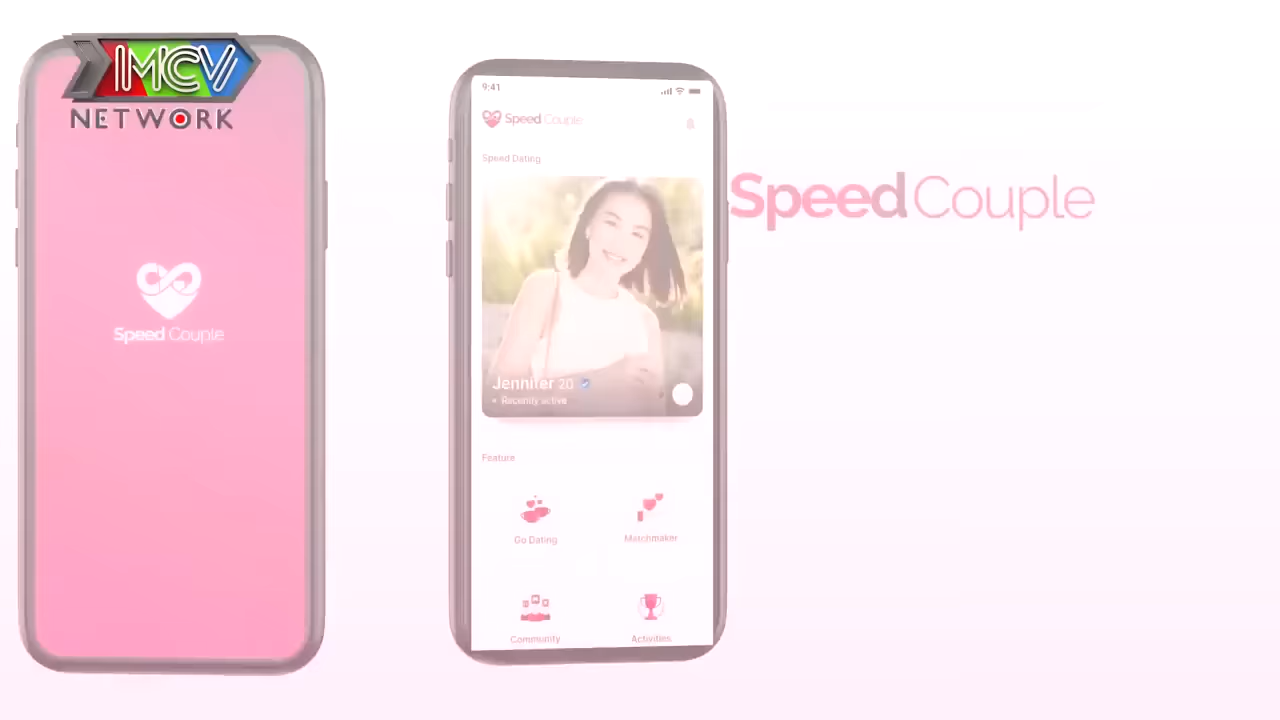 MCV
NETWORK
Speed Couple
9:41
Speed Couple
Speed Dating
Jennifer 20
Recently active
Feature
Go Dating
Matchmaker
Community
Activities
Speed Couple